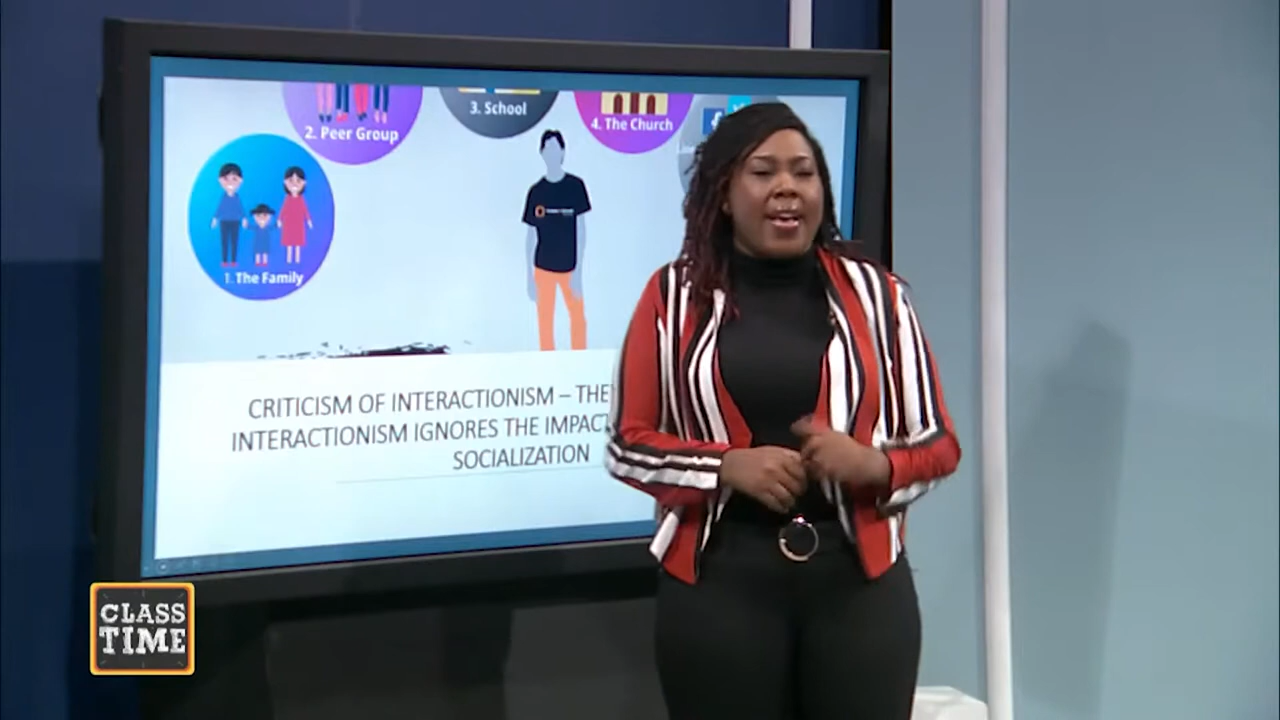 3. School
2. Peer Group
4. The Church
f
1. The Family
CRITICISM OF INTERACTIONISM – THE
INTERACTIONISM IGNORES THE IMPACT
SOCIALIZATION
CLASS
TIME